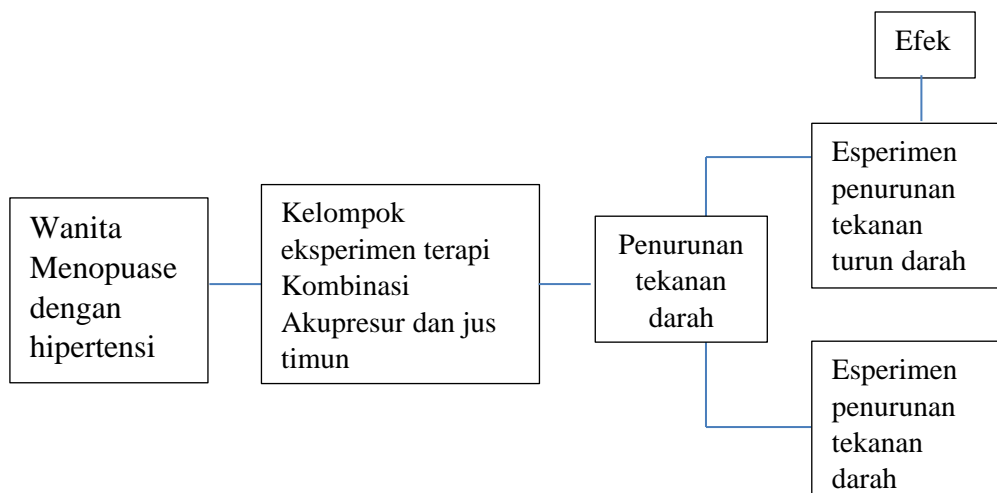 Efek
Esperimen
penurunan
tekanan
turun darah
Wanita
Menopuase
dengan
hipertensi
Kelompok
eksperimen terapi
Kombinasi
Akupresur dan jus
timun
Penurunan
tekanan
darah
Esperimen
penurunan
tekanan
darah